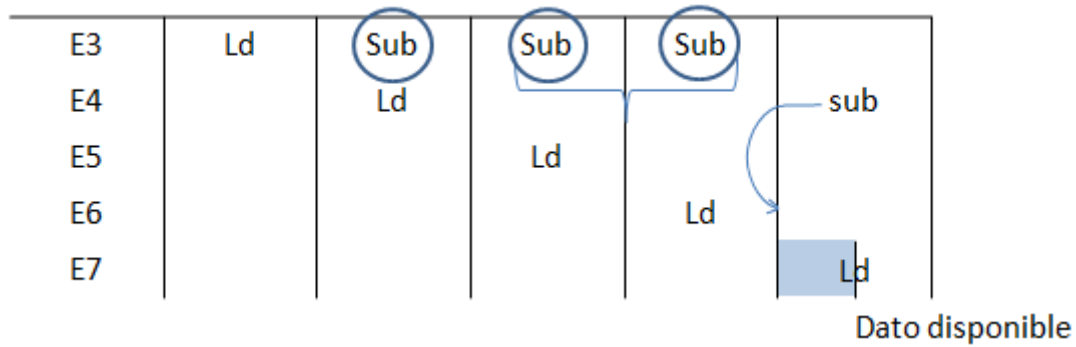 E3 Ld Sub Sub Sub
E4 Ld sub
E5 Ld
E6 Ld
E7 Ld
Dato disponible